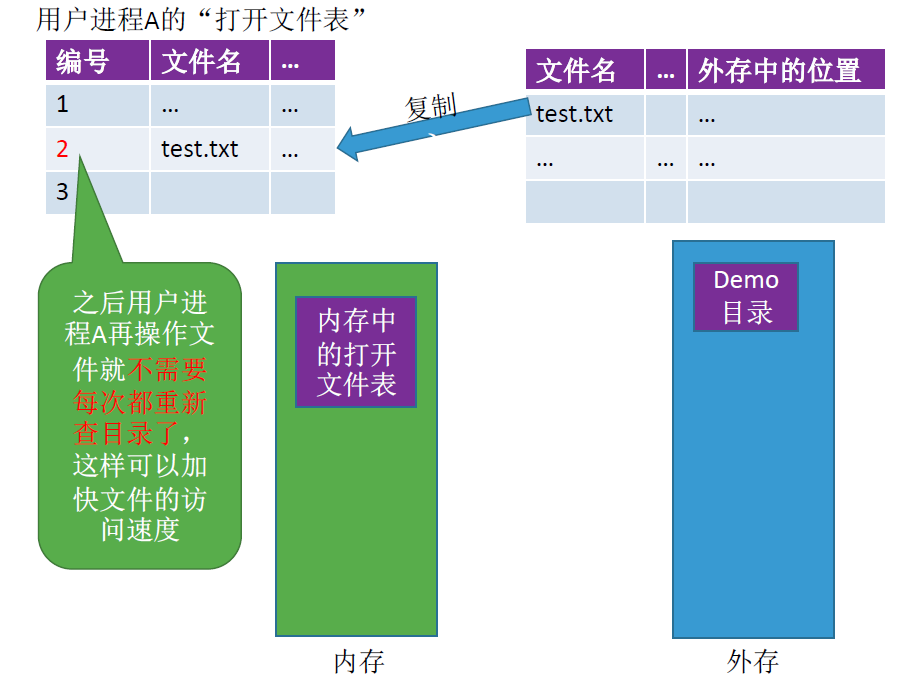 用户进程A的“打开文件表”
编号 文件名 ...
1 ... ...
2 test.txt ...
3
复制
文件名 ... 外存中的位置
test.txt ...
... ... ...
之后用户进
程A再操作文
件就不需要
每次都重新
查目录了，
这样可以加
快文件的访
问速度
内存中
的打开
文件表
内存
Demo
目录
外存